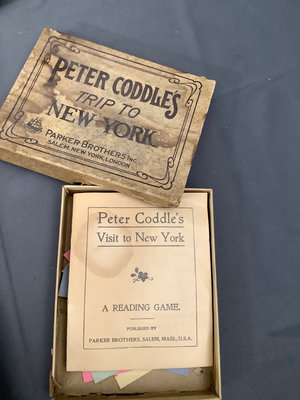 PETER CODDLE'S
TRIP TO
NEW-YORK
PARKER BROTHERS INC.
SALEM, NEW YORK, LONDON
Peter Coddle's
Visit to New York
A READING GAME.
PUBLISHED BY
PARKER BROTHERS, SALEM, MASS., U.S.A.